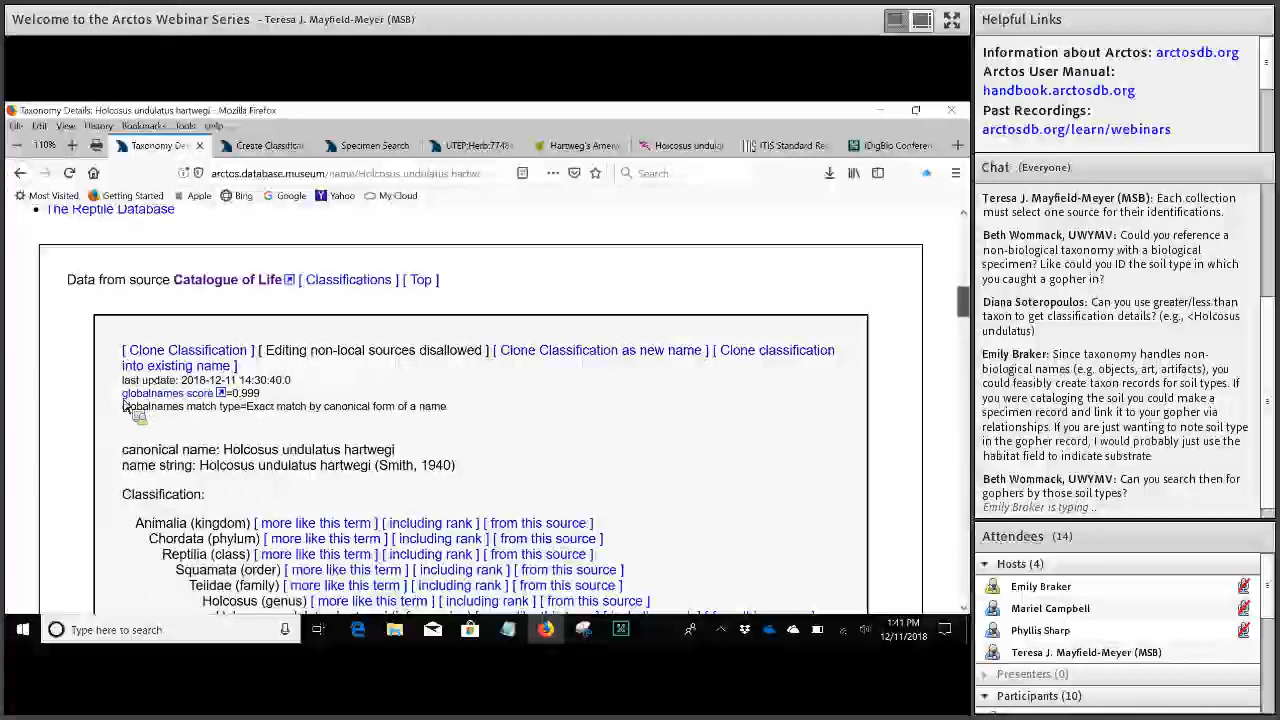 Welcome to the Arctos Webinar Series - Teresa J. Mayfield-Meyer (MSB)
Taxonomy Details: Holcosus undulatus hartwegi - Mozilla Firefox
File Edit View History Bookmarks Tools Help
110% Taxonomy De Create Classificat Specimen Search UTEP:Herb:7748 Hartweg's Amei Holcosus undulat ITIS Standard Re iDigBio Conferen
arctos.database.museum/name/Holcosus undulatus hartwe Search
Most Visited Getting Started Apple Bing Google Yahoo My Cloud
The Reptile Database
Data from source Catalogue of Life [ Classifications ] [ Top ]
[ Clone Classification ] [ Editing non-local sources disallowed ] [ Clone Classification as new name ] [ Clone classification
into existing name ]
last update: 2018-12-11 14:30:40.0
globalnames score =0.999
globalnames match type=Exact match by canonical form of a name
canonical name: Holcosus undulatus hartwegi
name string: Holcosus undulatus hartwegi (Smith, 1940)
Classification:
Animalia (kingdom) [ more like this term ] [ including rank ] [ from this source ]
Chordata (phylum) [ more like this term ] [ including rank ] [ from this source ]
Reptilia (class) [ more like this term ] [ including rank ] [ from this source ]
Squamata (order) [ more like this term ] [ including rank ] [ from this source ]
Teiidae (family) [ more like this term ] [ including rank ] [ from this source ]
Holcosus (genus) [ more like this term ] [ including rank ] [ from this source ]
Type here to search
1:41 PM
12/11/2018
Helpful Links
Information about Arctos: arctosdb.org
Arctos User Manual:
handbook.arctosdb.org
Past Recordings:
arctosdb.org/learn/webinars
Chat (Everyone)
Teresa J. Mayfield-Meyer (MSB): Each collection
must select one source for their identifications.
Beth Wommack, UWYMV: Could you reference a
non-biological taxonomy with a biological
specimen? Like could you ID the soil type in which
you caught a gopher in?
Diana Soteropoulos: Can you use greater/less than
taxon to get classification details? (e.g., <Holcosus
undulatus)
Emily Braker: Since taxonomy handles non-
biological names (e.g. objects, art, artifacts), you
could feasibly create taxon records for soil types. If
you were cataloging the soil you could make a
specimen record and link it to your gopher via
relationships. If you are just wanting to note soil type
in the gopher record, I would probably just use the
habitat field to indicate substrate
Beth Wommack, UWYMV: Can you search then for
gophers by those soil types?
Emily Braker is typing ..
Attendees (14)
Hosts (4)
Emily Braker
Mariel Campbell
Phyllis Sharp
Teresa J. Mayfield-Meyer (MSB)
Presenters (0)
Participants (10)